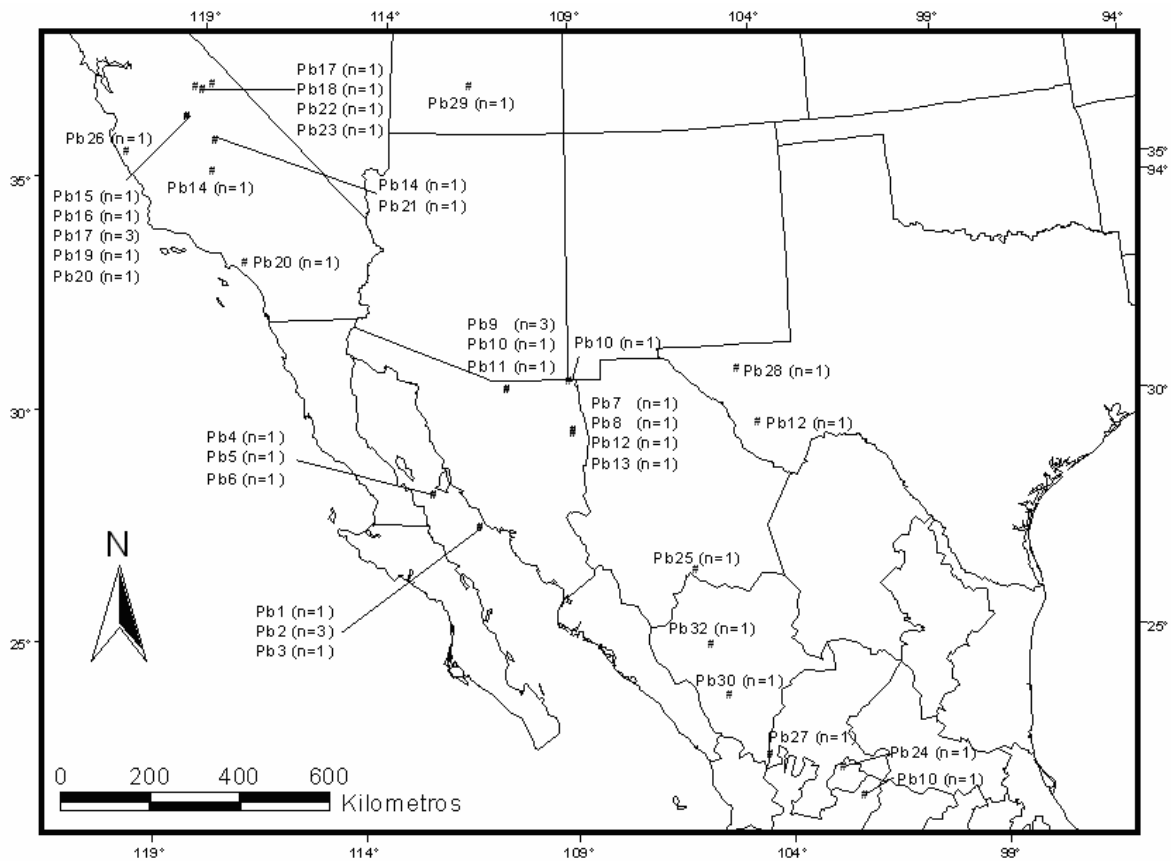 119° 114° 109° 104° 99° 94°
Pb17 (n=1)
Pb18 (n=1)
Pb22 (n=1)
Pb23 (n=1)
Pb29 (n=1)
Pb26 (n=1)
35°
94°
35°
Pb14 (n=1)
Pb14 (n=1)
Pb21 (n=1)
Pb15 (n=1)
Pb16 (n=1)
Pb17 (n=3)
Pb19 (n=1)
Pb20 (n=1)
Pb20 (n=1)
Pb9 (n=3)
Pb10 (n=1)
Pb11 (n=1)
Pb10 (n=1)
Pb28 (n=1)
30°
30°
Pb7 (n=1)
Pb8 (n=1)
Pb12 (n=1)
Pb13 (n=1)
Pb12 (n=1)
Pb4 (n=1)
Pb5 (n=1)
Pb6 (n=1)
N
Pb25 (n=1)
Pb1 (n=1)
Pb2 (n=3)
Pb3 (n=1)
Pb32 (n=1)
25°
25°
Pb30 (n=1)
Pb27 (n=1)
Pb24 (n=1)
Pb10 (n=1)
0 200 400 600
Kilometros
119° 114° 109° 104° 99°